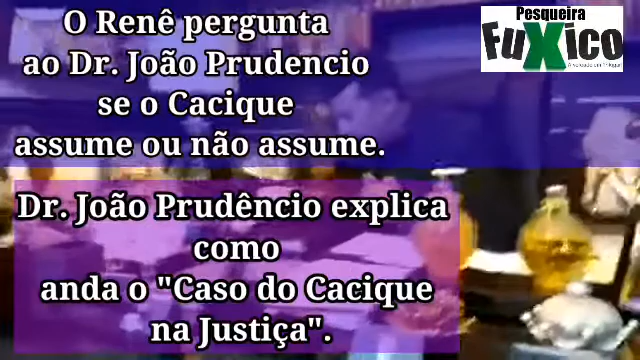 O Renê pergunta
ao Dr. João Prudencio
se o Cacique
assume ou não assume.
Pesqueira
FuXico
Dr. João Prudêncio explica
como
anda o "Caso do Cacique
na Justiça".